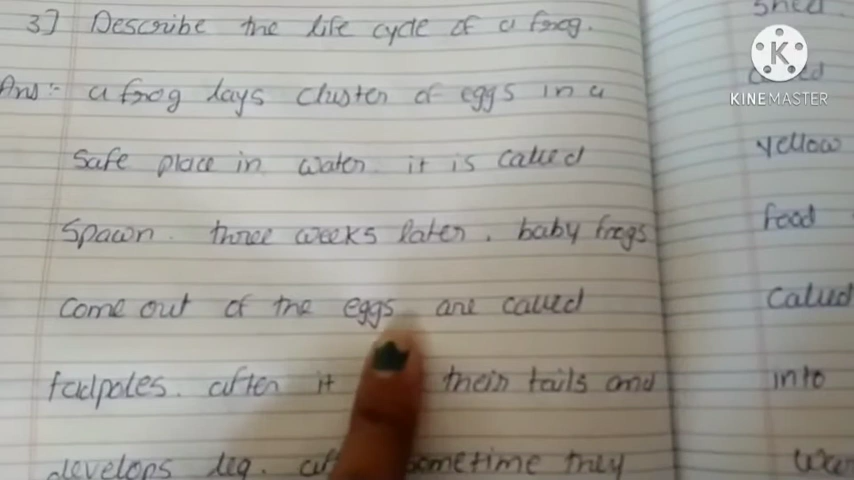 3] Describe the life cycle of a frog.
Ans:- a frog lays cluster of eggs in a
safe place in water. it is called
Spawn. three weeks later, baby frogs
come out of the eggs are called
tadpoles. after it their tails and
develops leg. sometime they
shell.
yellow
food
called
into
KINEMASTER